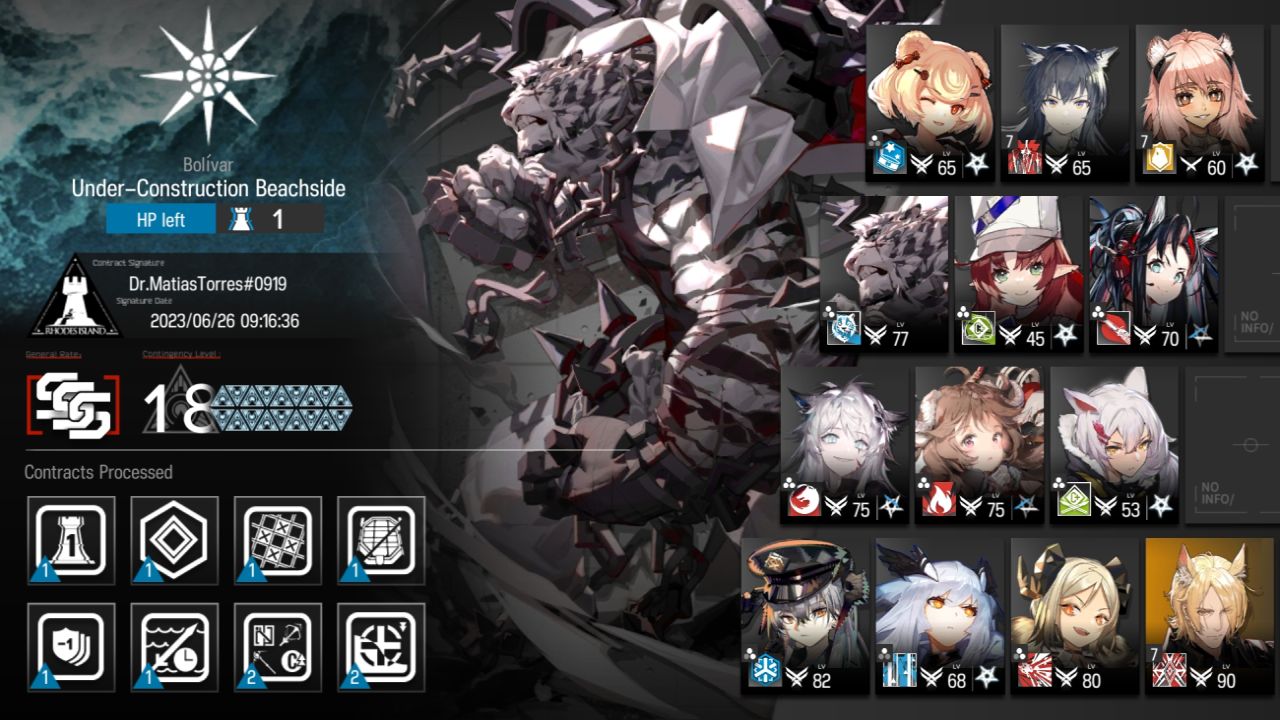 Bolívar
Under-Construction Beachside
HP left 1
Contract Signature
Dr.MatiasTorres#0919
Signature Date
2023/06/26 09:16:36
RHODES ISLAND
General Rate:
Contingency Level:
SSS
18
Contracts Processed
1
1 1 1 1
-1
1 1 2 2
LV 65
7 LV 65
7 LV 60
LV 77
LV 45
LV 70
NO INFO/
LV 75
LV 75
LV 53
NO INFO/
LV 82
LV 68
LV 80
7 LV 90